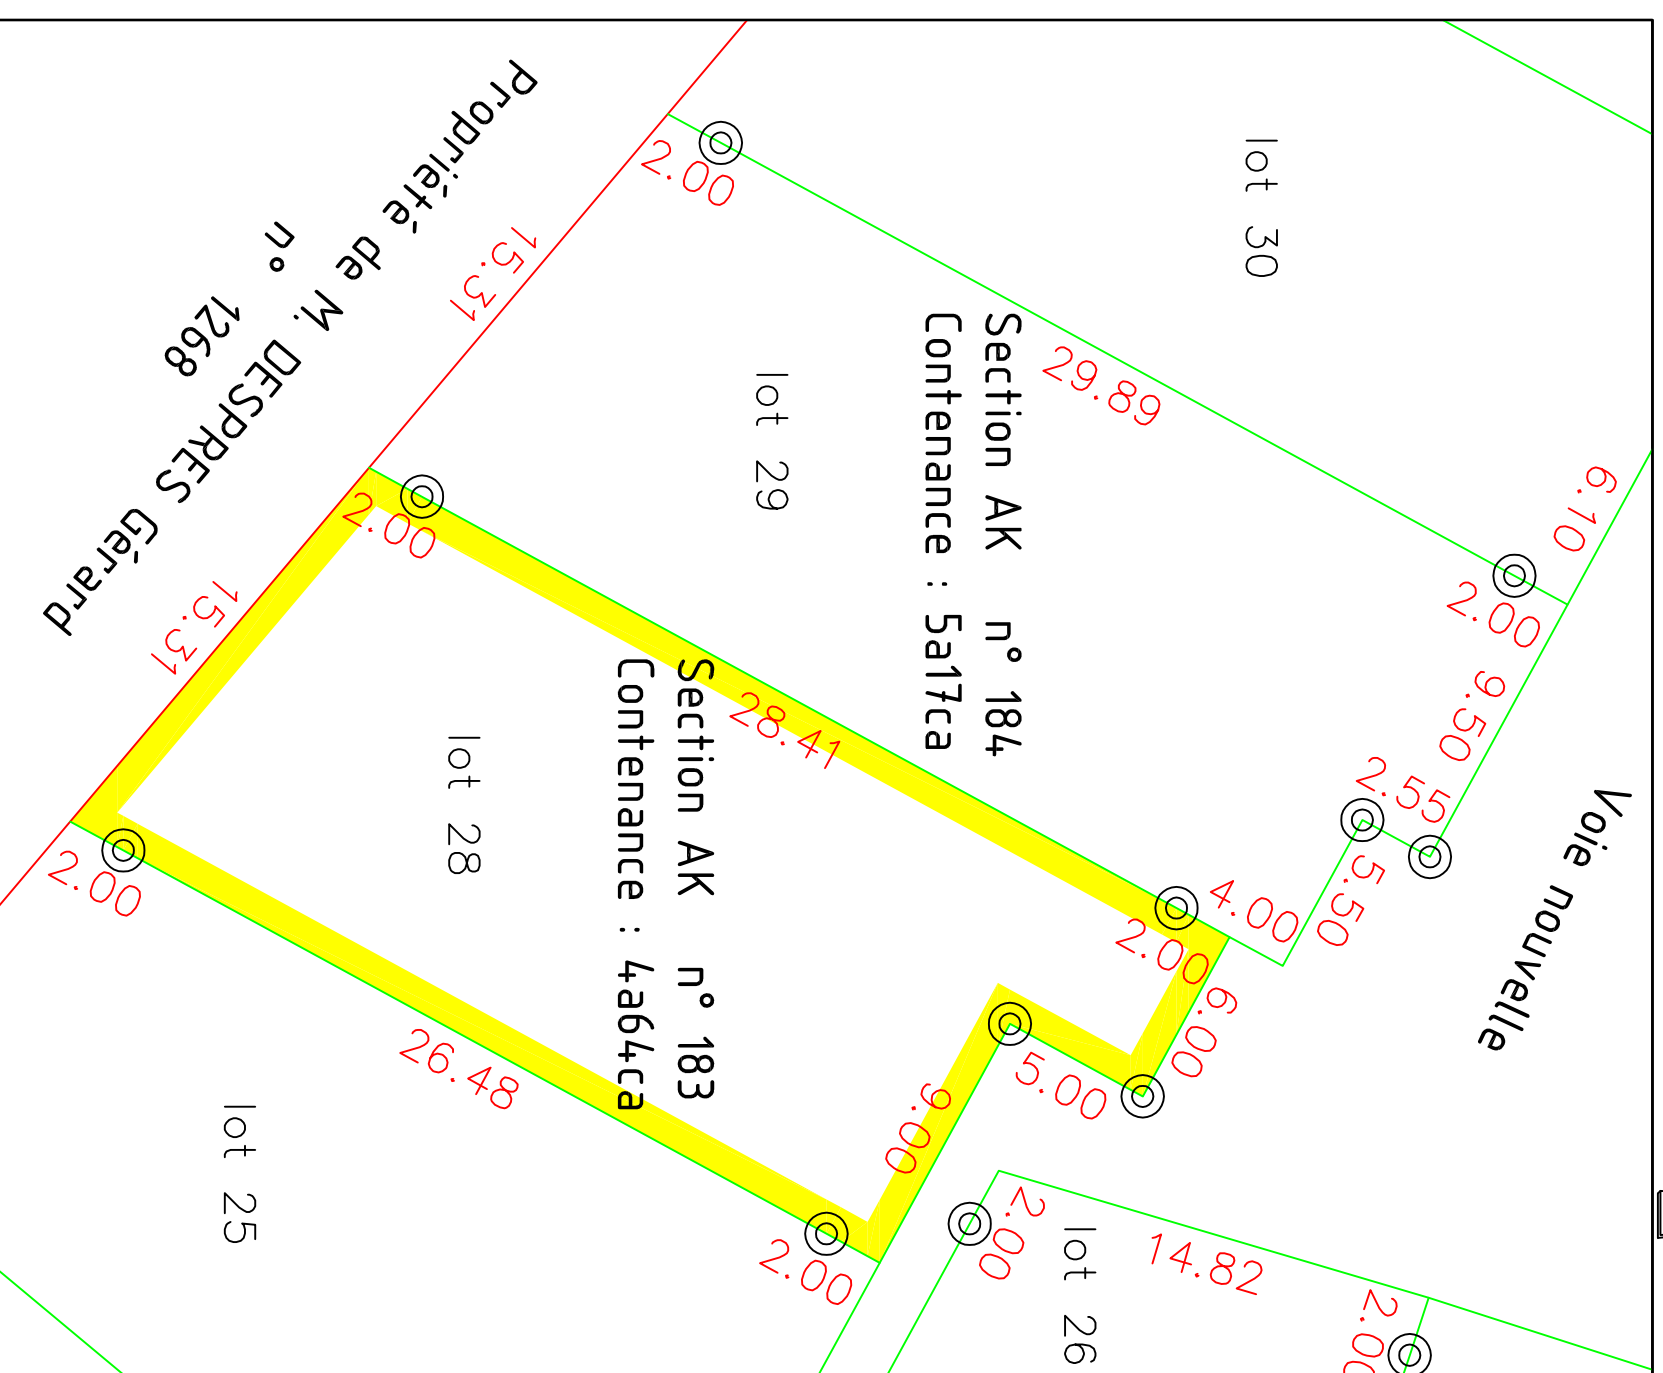 Propriété de M. DESPRES Gérard
n° 1268
lot 30
lot 29
Section AK n° 184
Contenance : 5a17ca
lot 28
Section AK n° 183
Contenance : 4a64ca
lot 25
lot 26
Voie nouvelle
2.00
15.31
29.89
6.10
2.00
9.50
2.55
5.50
4.00
2.00
28.41
2.00
15.31
6.00
5.00
9.00
2.00
26.48
2.00
2.00
14.82
2.00